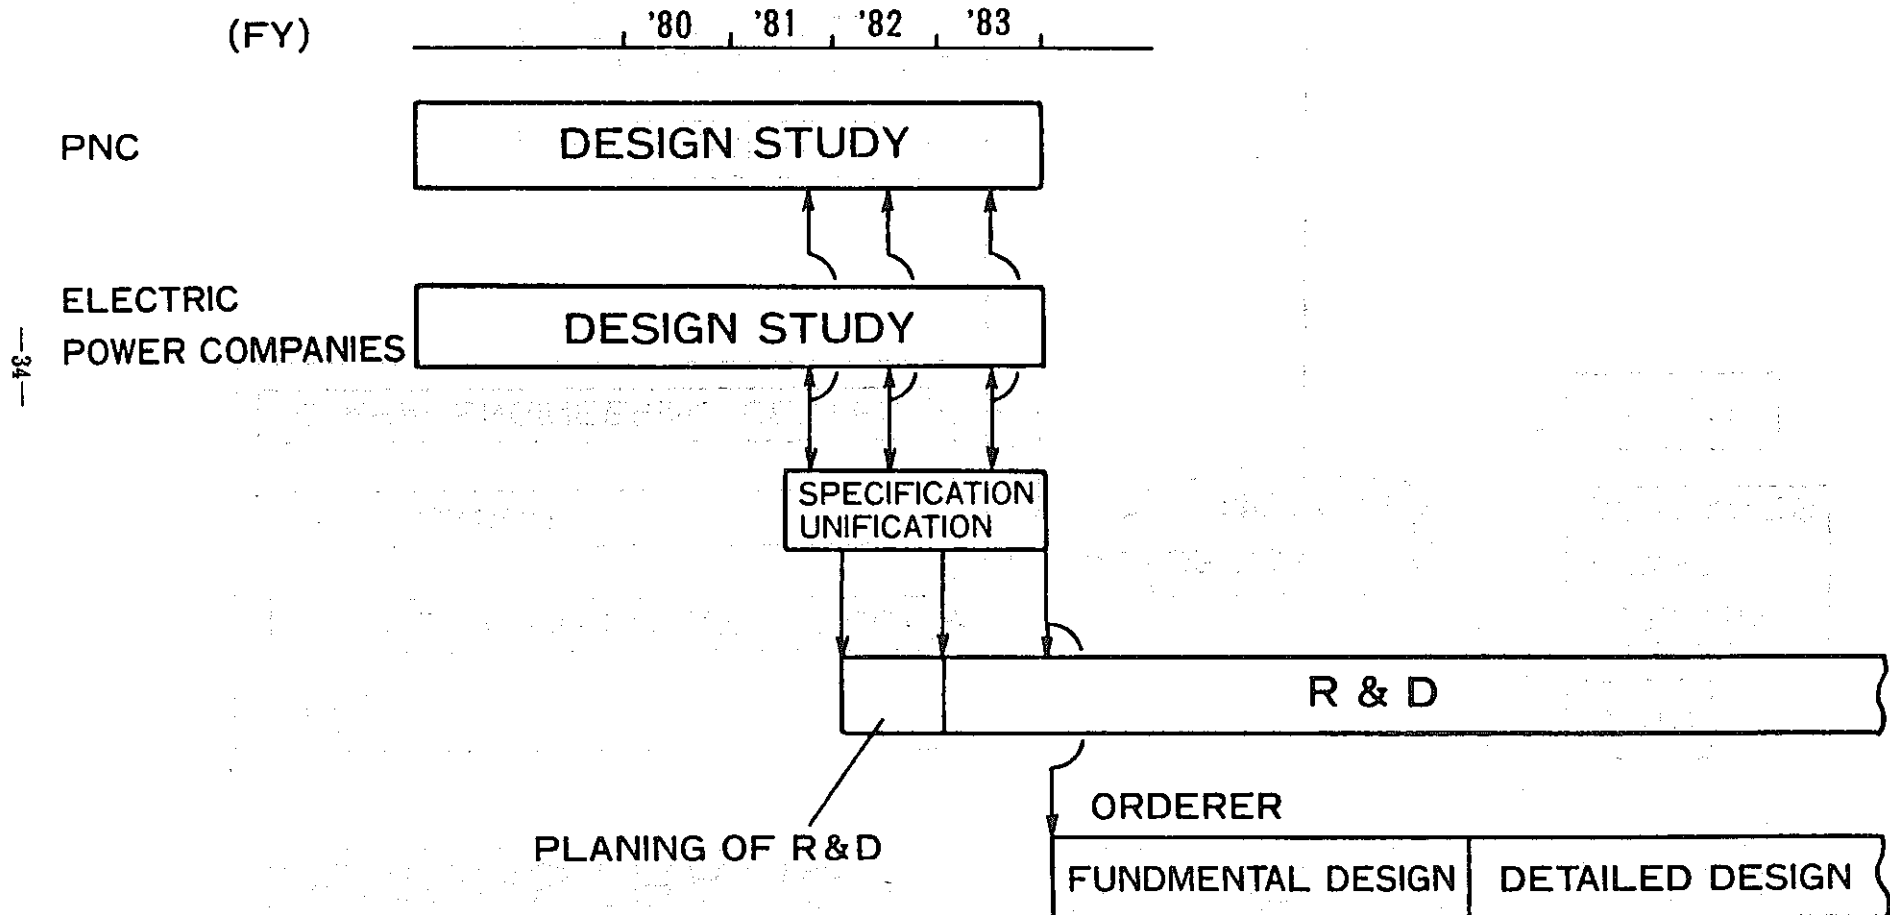 (FY) '80 '81 '82 '83
PNC
DESIGN STUDY
ELECTRIC
POWER COMPANIES
DESIGN STUDY
—34—
SPECIFICATION
UNIFICATION
R & D
PLANING OF R&D
ORDERER
FUNDMENTAL DESIGN
DETAILED DESIGN